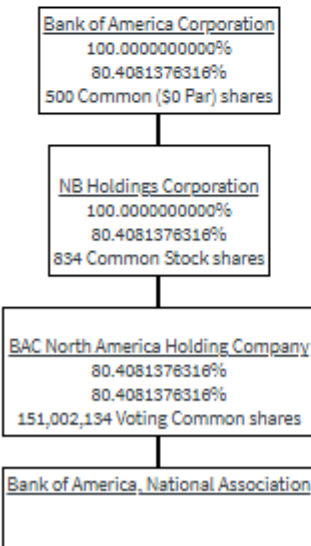 Bank of America Corporation
100.0000000000%
80.4081376316%
500 Common ($0 Par) shares
NB Holdings Corporation
100.0000000000%
80.4081376316%
834 Common Stock shares
BAC North America Holding Company
80.4081376316%
80.4081376316%
151,002,134 Voting Common shares
Bank of America, National Association